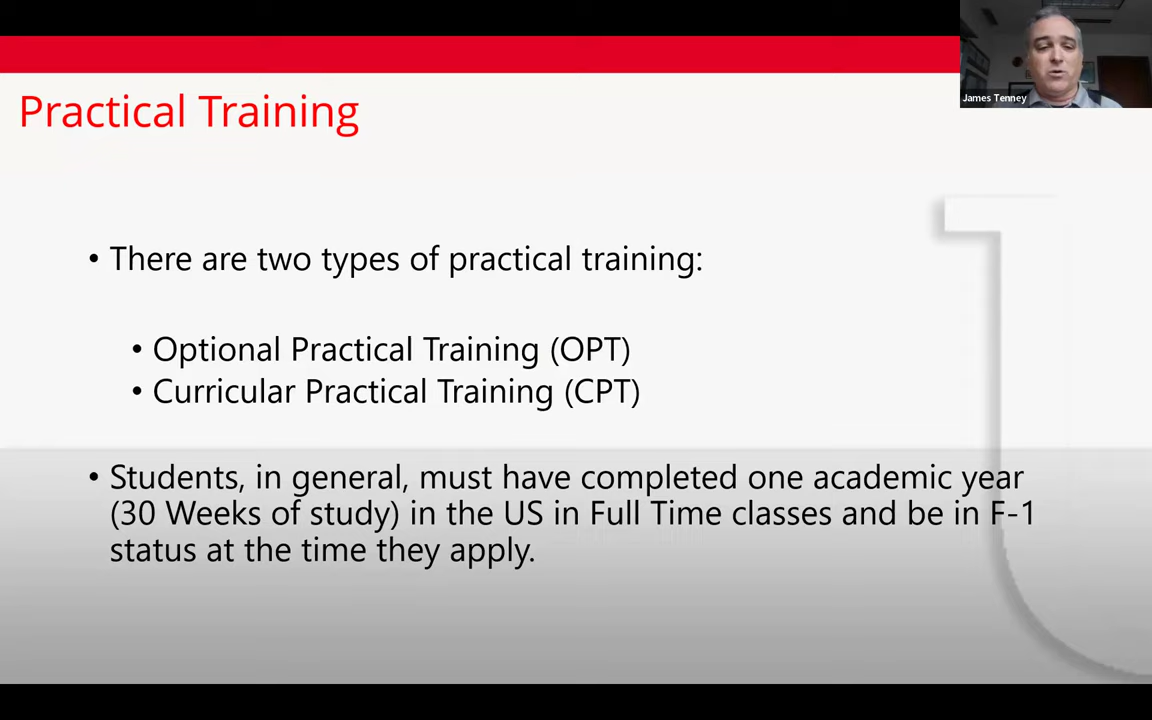 James Tenney
Practical Training
• There are two types of practical training:
• Optional Practical Training (OPT)
• Curricular Practical Training (CPT)
• Students, in general, must have completed one academic year
(30 Weeks of study) in the US in Full Time classes and be in F-1
status at the time they apply.